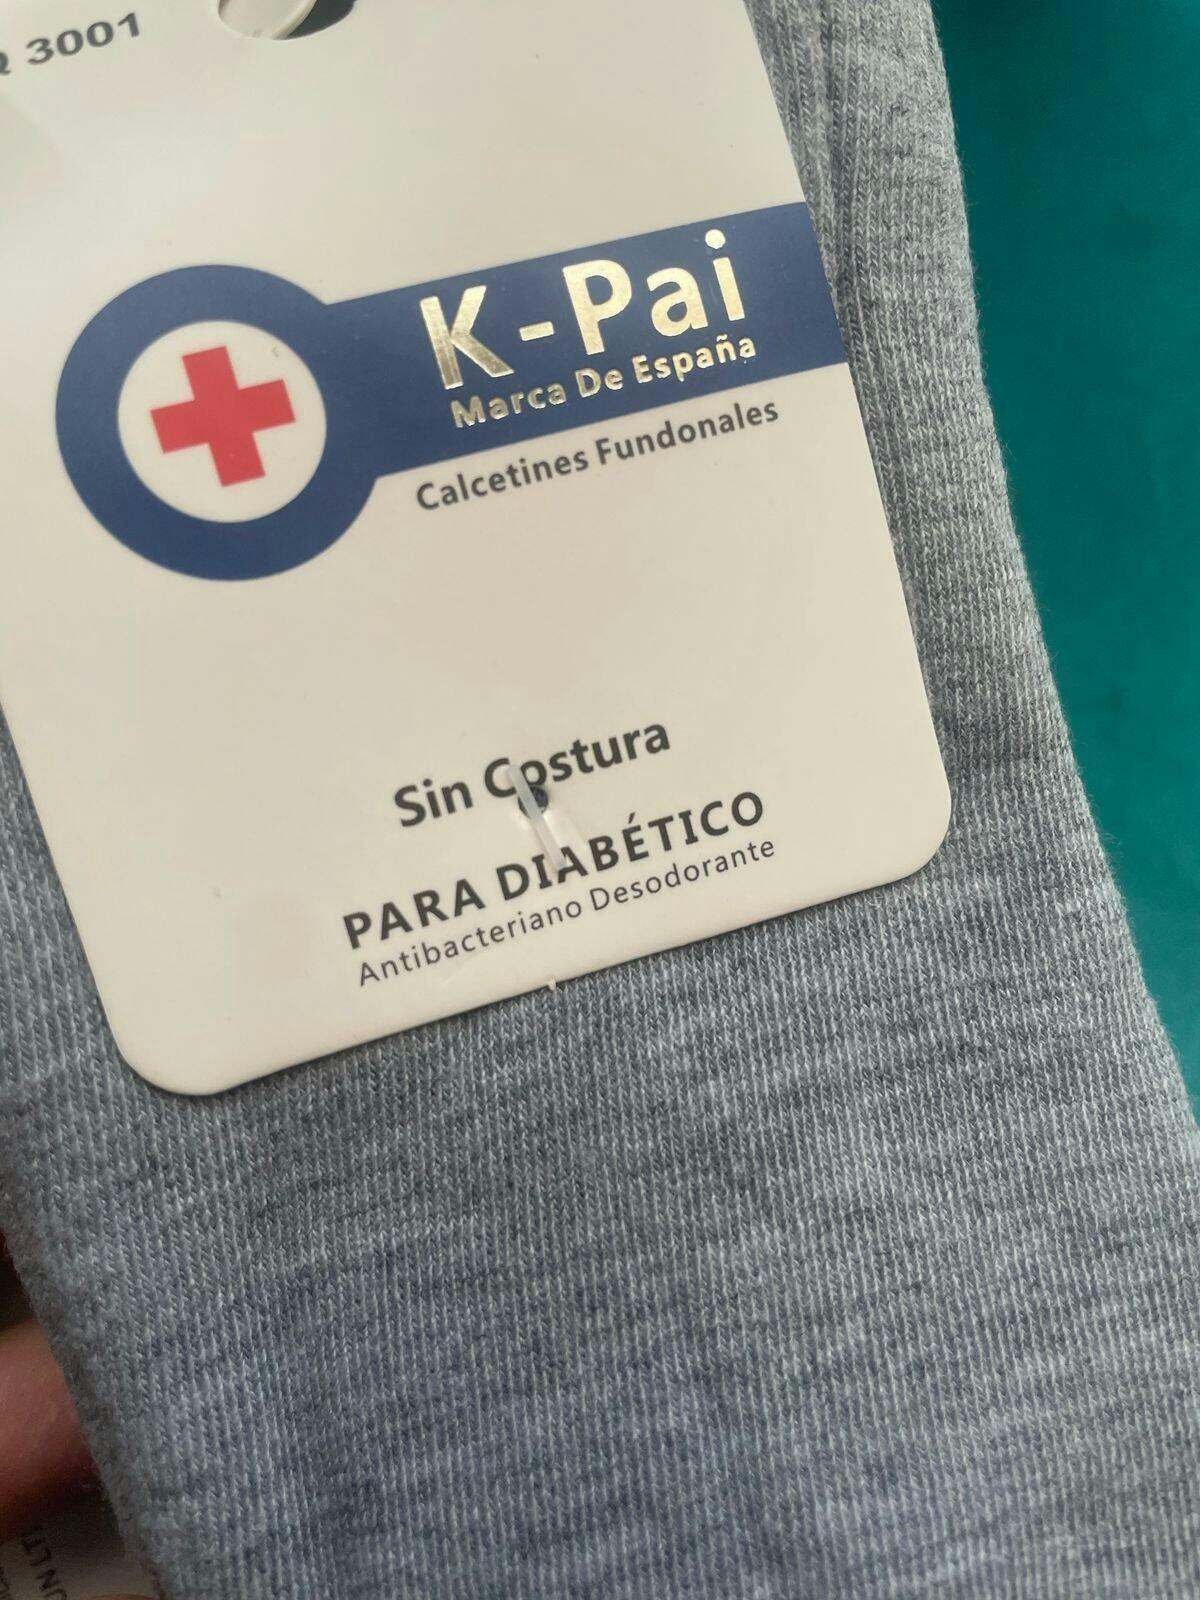 3001
K-Pai
Marca De España
Calcetines Fundonales
Sin Costura
PARA DIABÉTICO
Antibacteriano Desodorante